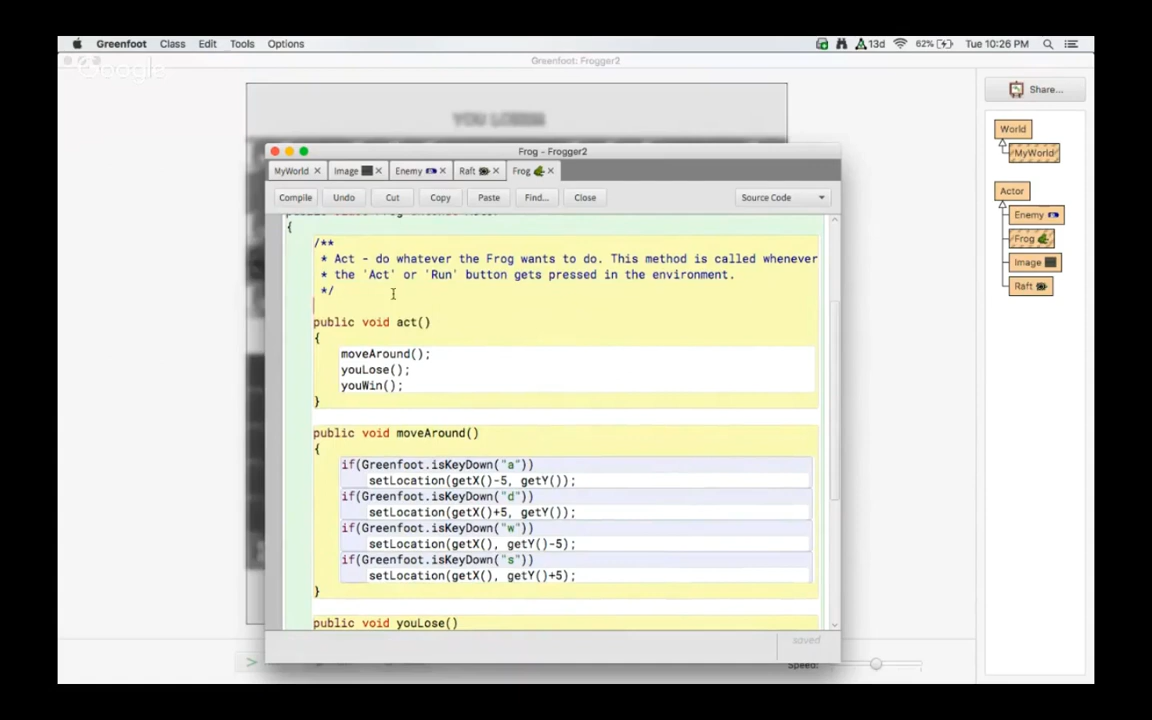 Greenfoot Class Edit Tools Options 13d 62% Tue 10:26 PM
Greenfoot: Frogger2
Google
Share...
World
MyWorld
Actor
Enemy
Frog
Image
Raft
Frog - Frogger2
MyWorld Image Enemy Raft Frog
Compile Undo Cut Copy Paste Find... Close Source Code
{
/**
* Act - do whatever the Frog wants to do. This method is called whenever
* the 'Act' or 'Run' button gets pressed in the environment.
*/
public void act()
{
moveAround();
youLose();
youWin();
}
public void moveAround()
{
if(Greenfoot.isKeyDown("a"))
setLocation(getX()-5, getY());
if(Greenfoot.isKeyDown("d"))
setLocation(getX()+5, getY());
if(Greenfoot.isKeyDown("w"))
setLocation(getX(), getY()-5);
if(Greenfoot.isKeyDown("s"))
setLocation(getX(), getY()+5);
}
public void youLose()
saved
Speed: